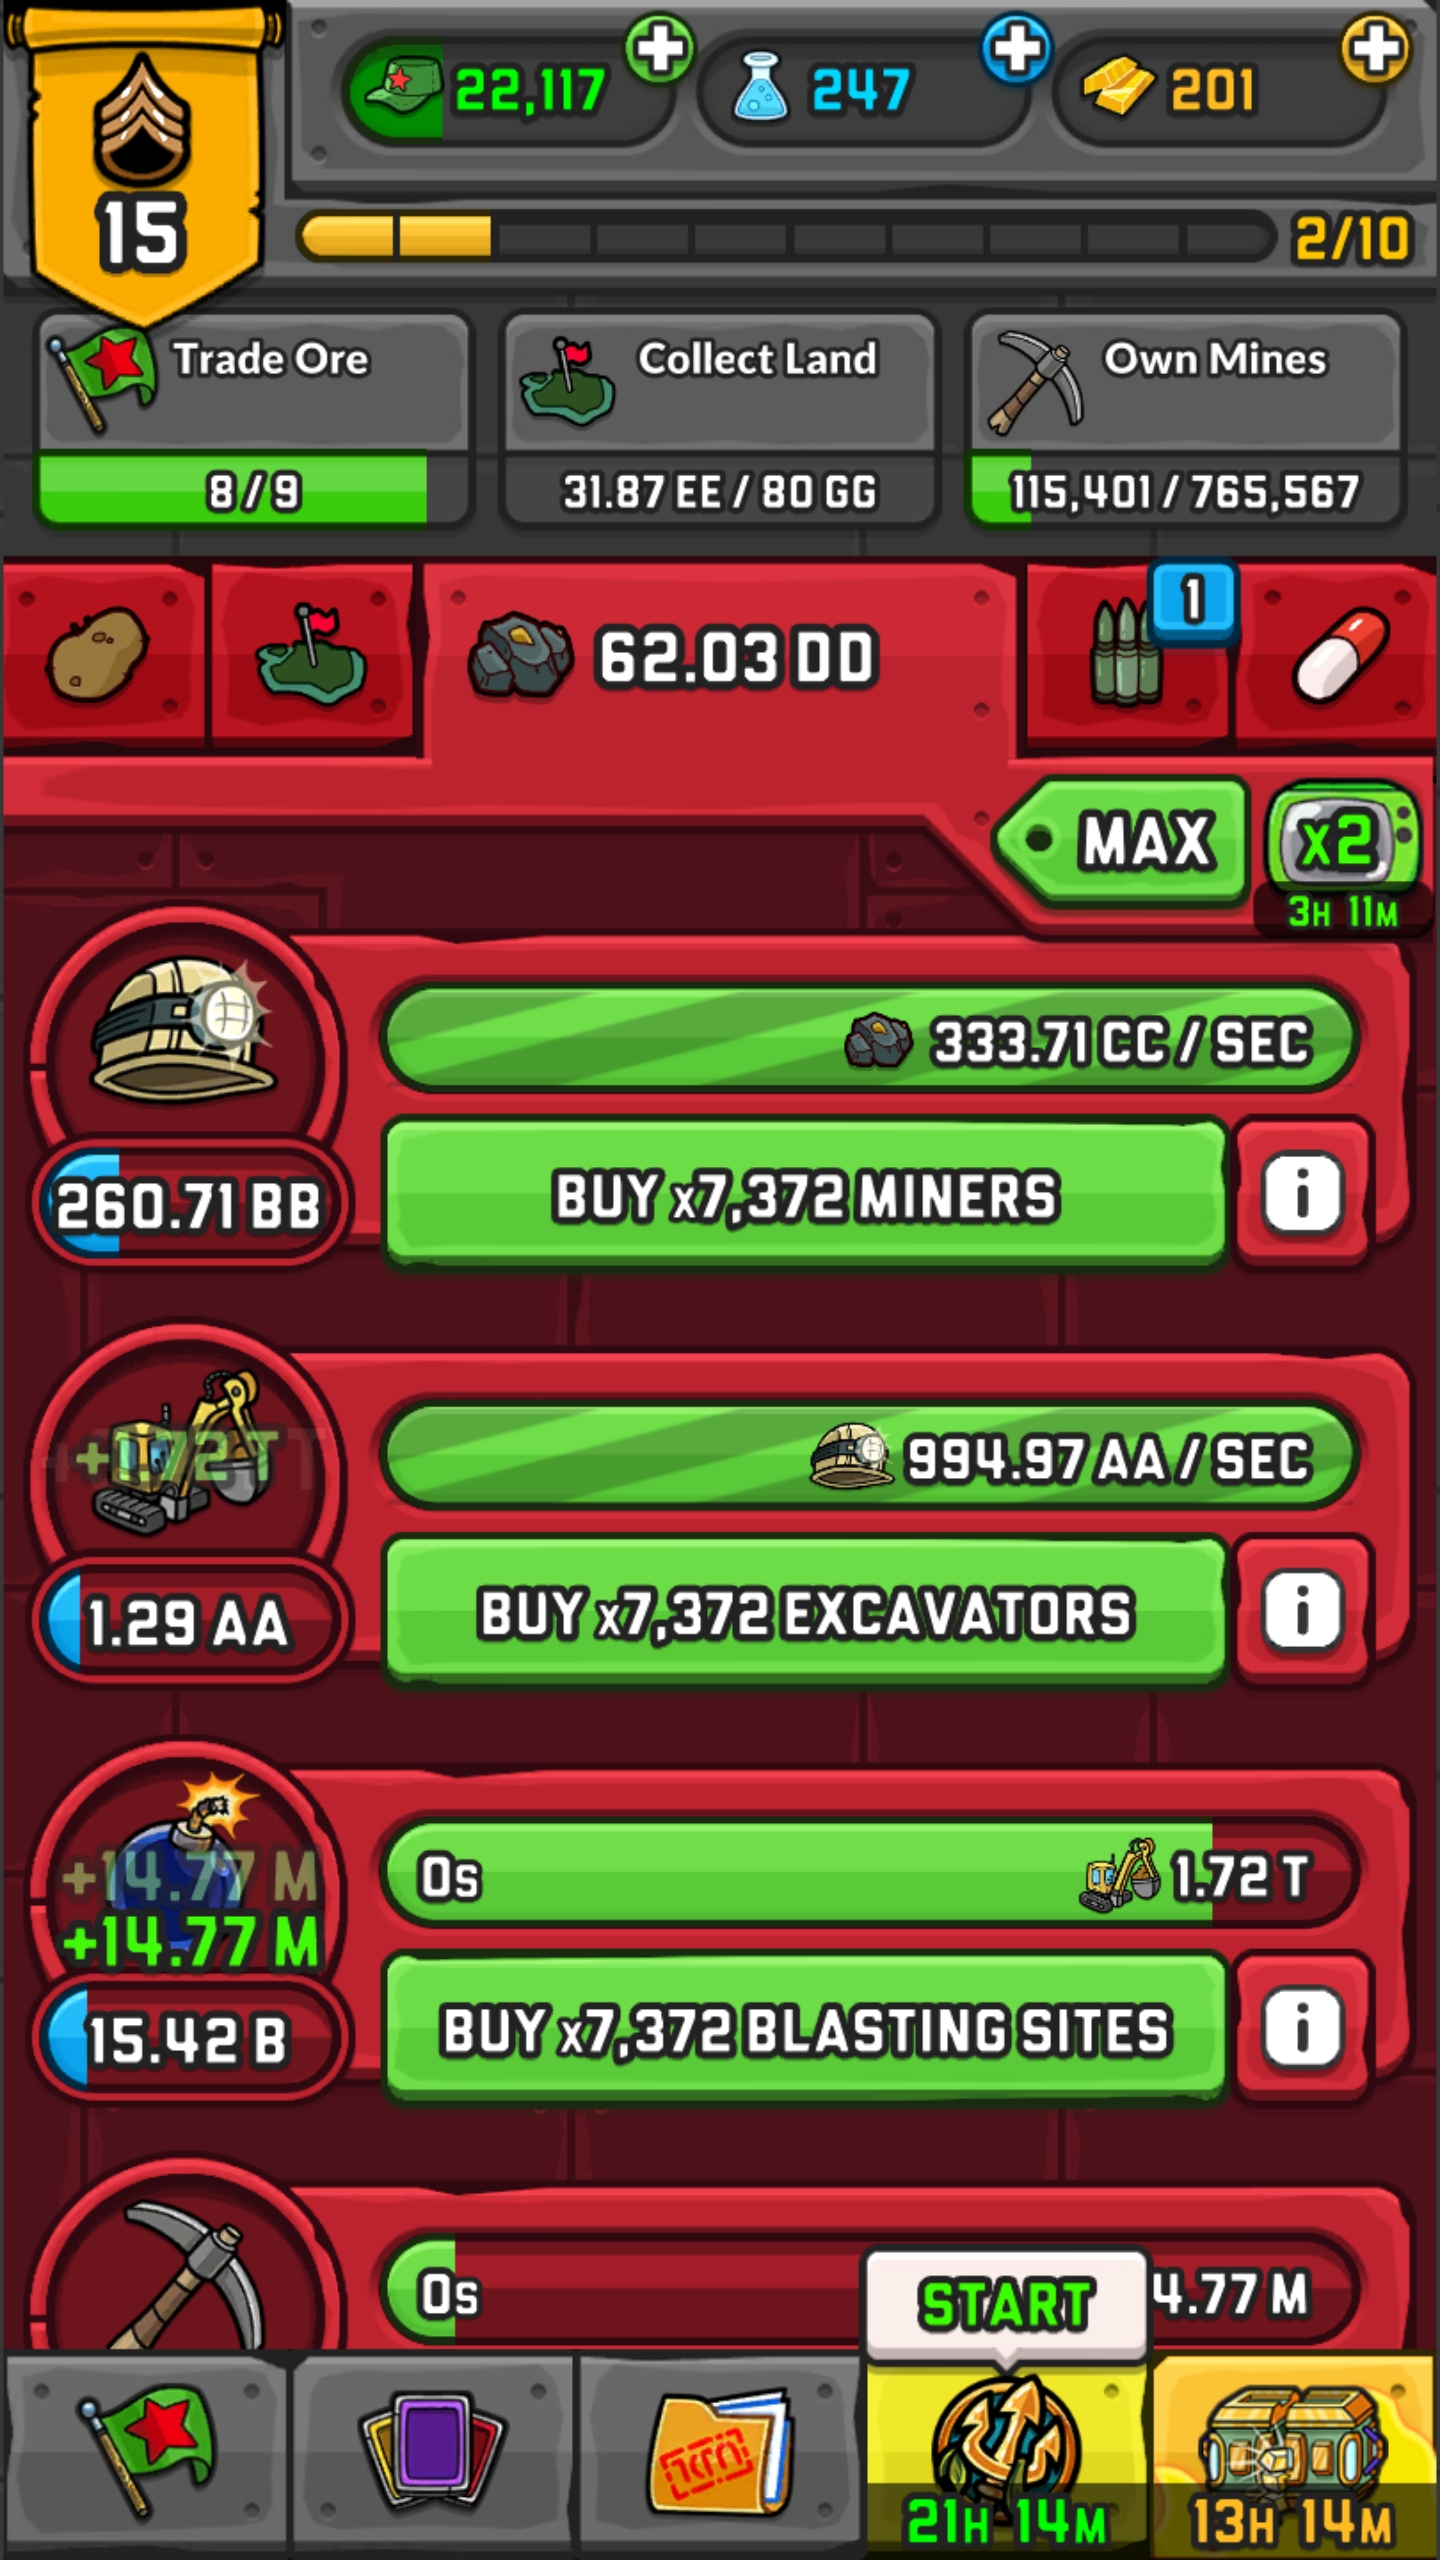 22,117
247
201
15
2/10
Trade Ore
Collect Land
Own Mines
8/9
31.87 EE / 80 GG
115,401 / 765,567
62.03 DD
1
MAX
x2
3H 11M
333.71 CC / SEC
260.71 BB
BUY x7,372 MINERS
i
994.97 AA / SEC
1.29 AA
BUY x7,372 EXCAVATORS
i
0s
1.72 T
+14.77 M
+14.77 M
15.42 B
BUY x7,372 BLASTING SITES
i
0s
4.77 M
START
21H 14M
13H 14M